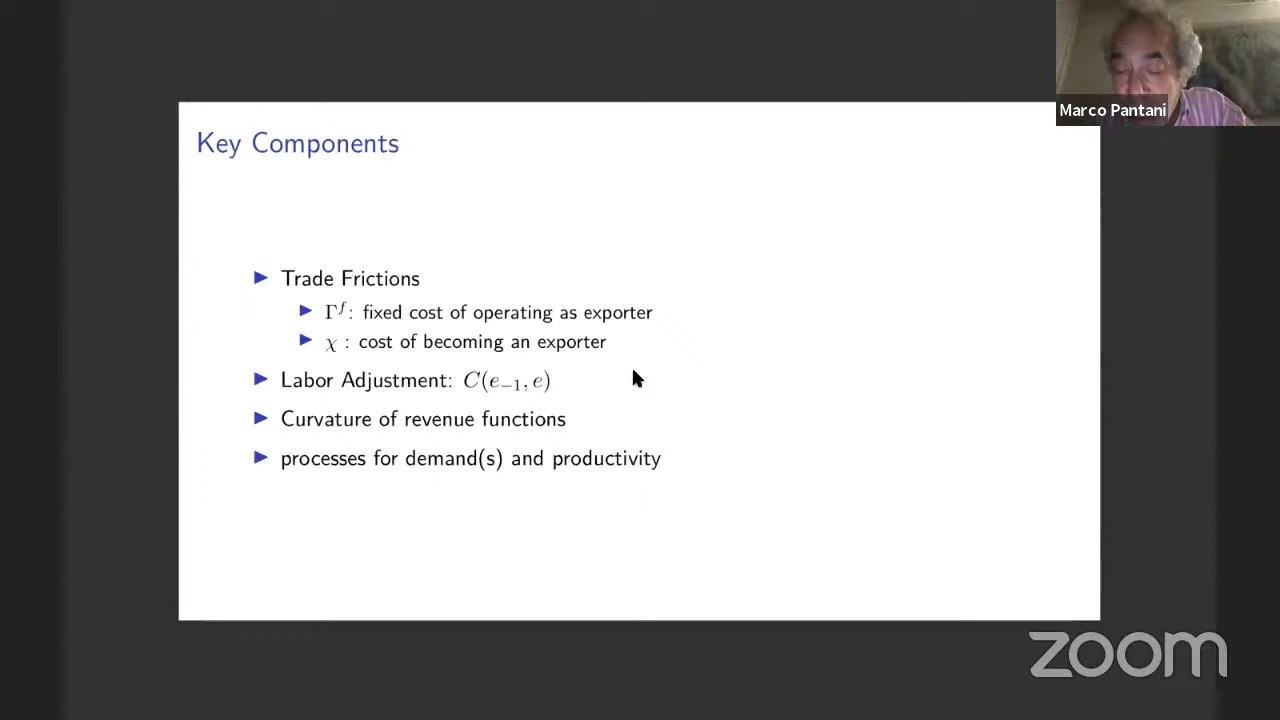 Marco Pantani
Key Components
▶ Trade Frictions
▶ Γ^f: fixed cost of operating as exporter
▶ χ : cost of becoming an exporter
▶ Labor Adjustment: C(e_{−1}, e)
▶ Curvature of revenue functions
▶ processes for demand(s) and productivity
zoom